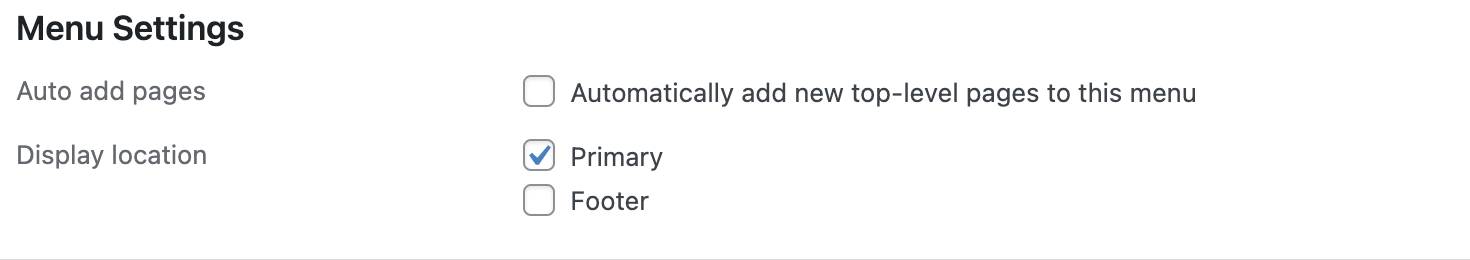 Menu Settings
Auto add pages
Automatically add new top-level pages to this menu
Display location
Primary
Footer